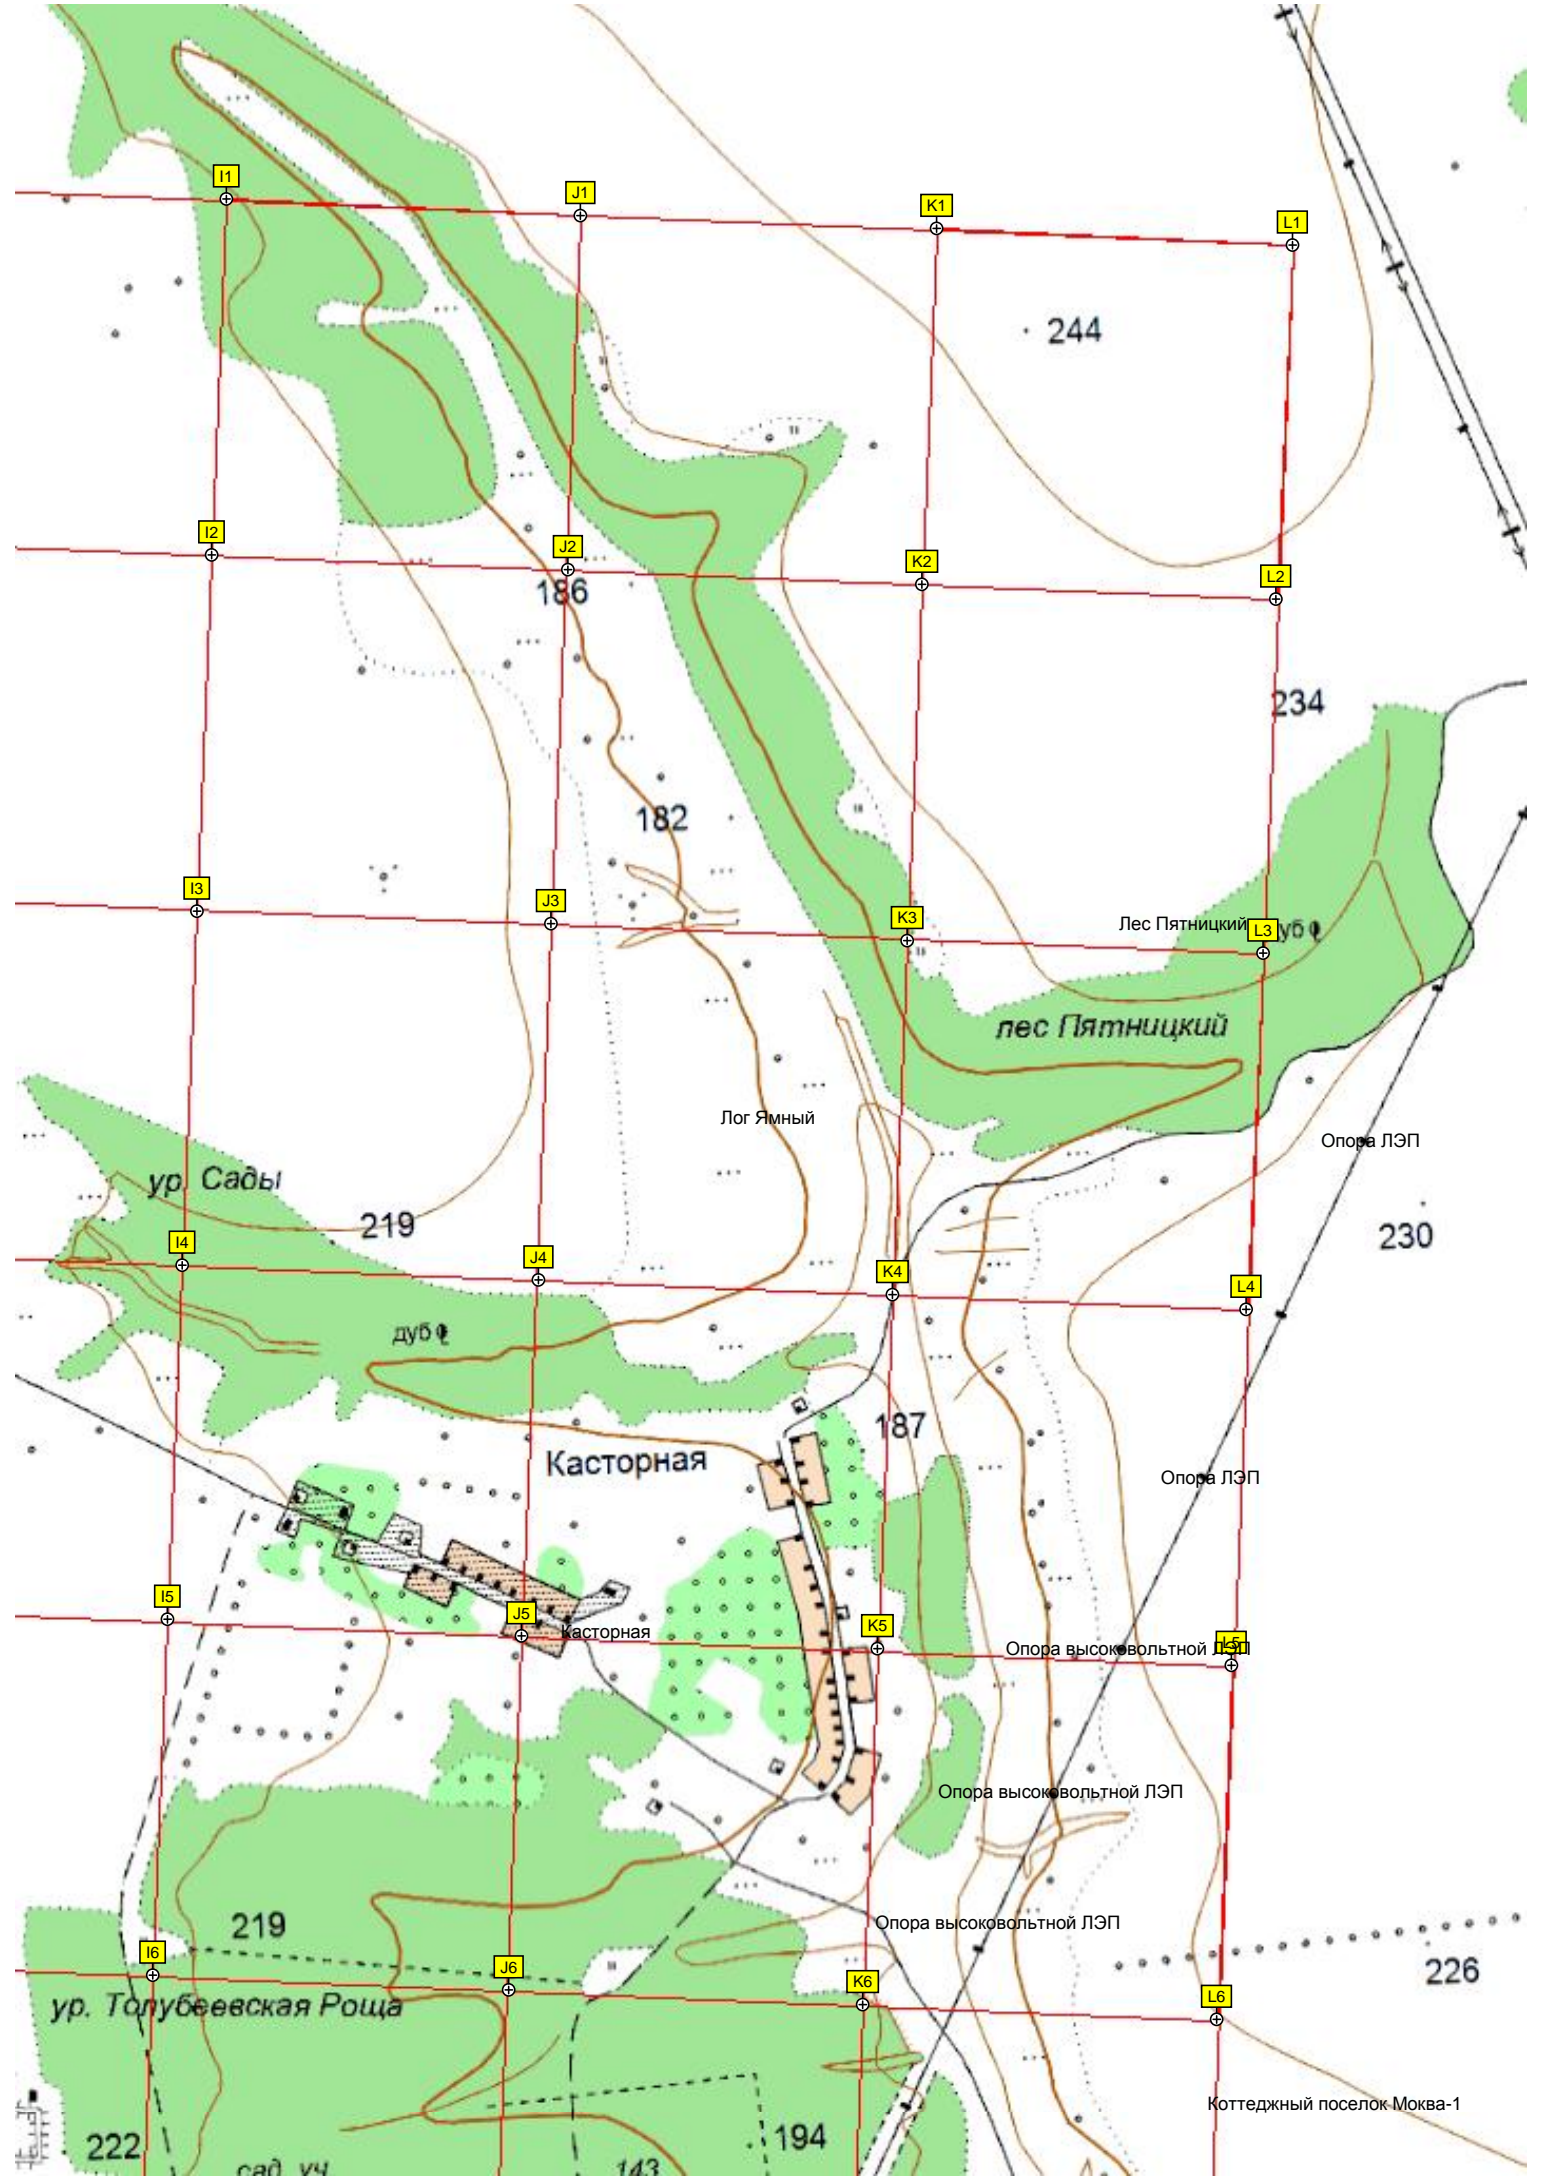 I1
J1
K1
L1
244
I2
J2
K2
L2
186
234
182
I3
J3
K3
Лес Пятницкий
L3
дуб
лес Пятницкий
Лог Ямный
Опора ЛЭП
ур. Сады
219
230
I4
J4
K4
L4
дуб
187
Касторная
Опора ЛЭП
I5
J5
K5
L5
Касторная
Опора высоковольтной ЛЭП
Опора высоковольтной ЛЭП
219
Опора высоковольтной ЛЭП
I6
J6
K6
L6
226
ур. Толубеевская Роща
Коттеджный поселок Моква-1
222
194
сад. уч
143